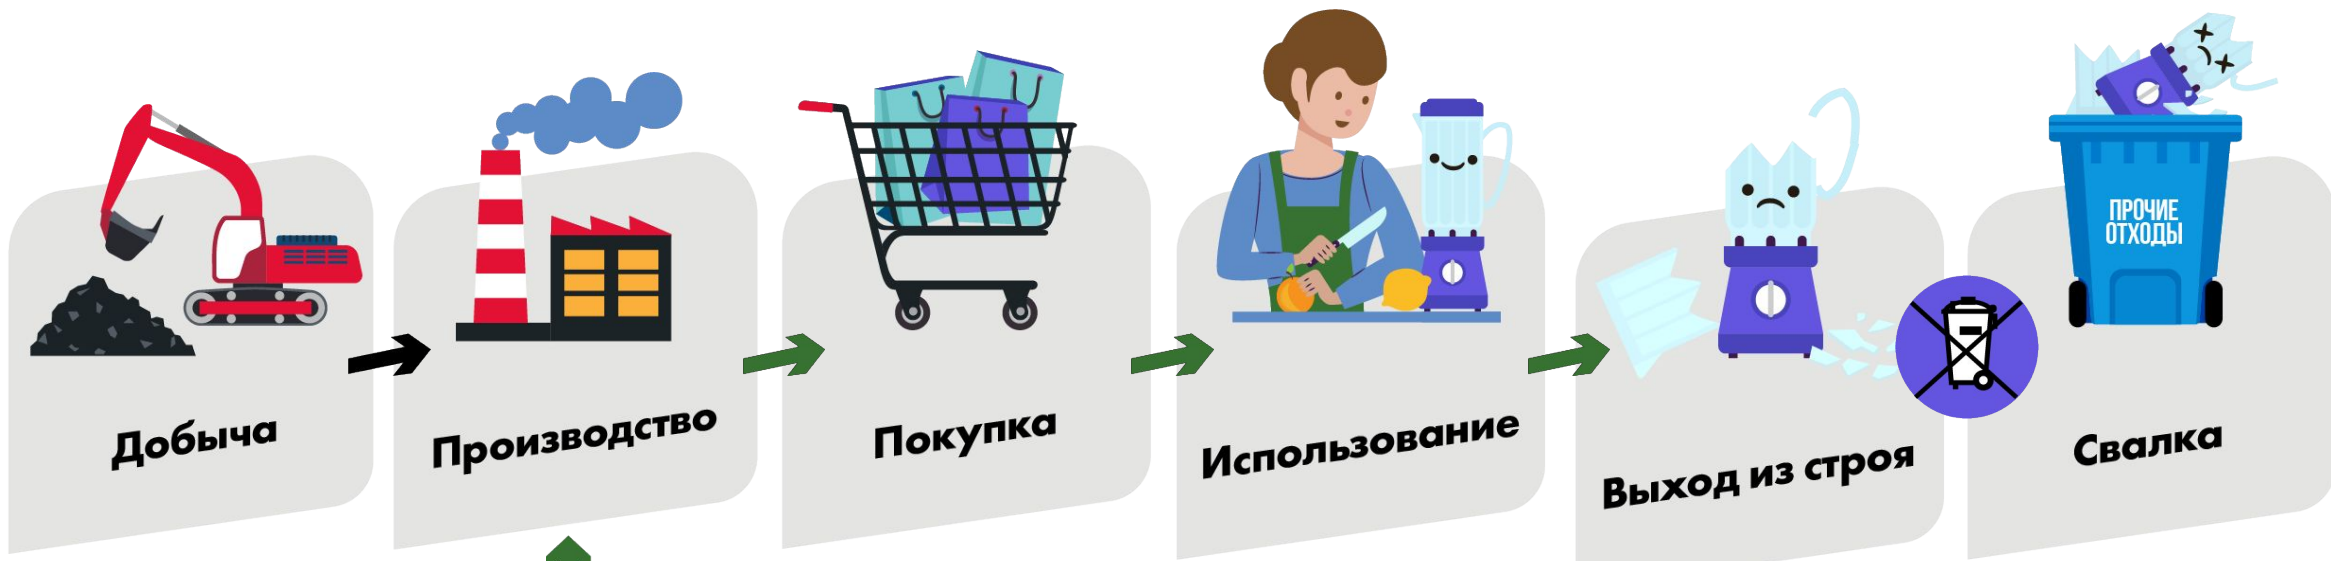 Добыча
Производство
Покупка
Использование
Выход из строя
ПРОЧИЕ
ОТХОДЫ
Свалка